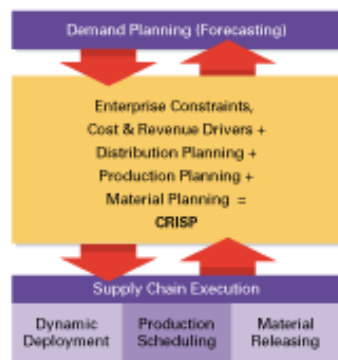 Demand Planning (Forecasting)
Enterprise Constraints,
Cost & Revenue Drivers +
Distribution Planning +
Production Planning +
Material Planning =
CRISP
Supply Chain Execution
Dynamic
Deployment
Production
Scheduling
Material
Releasing